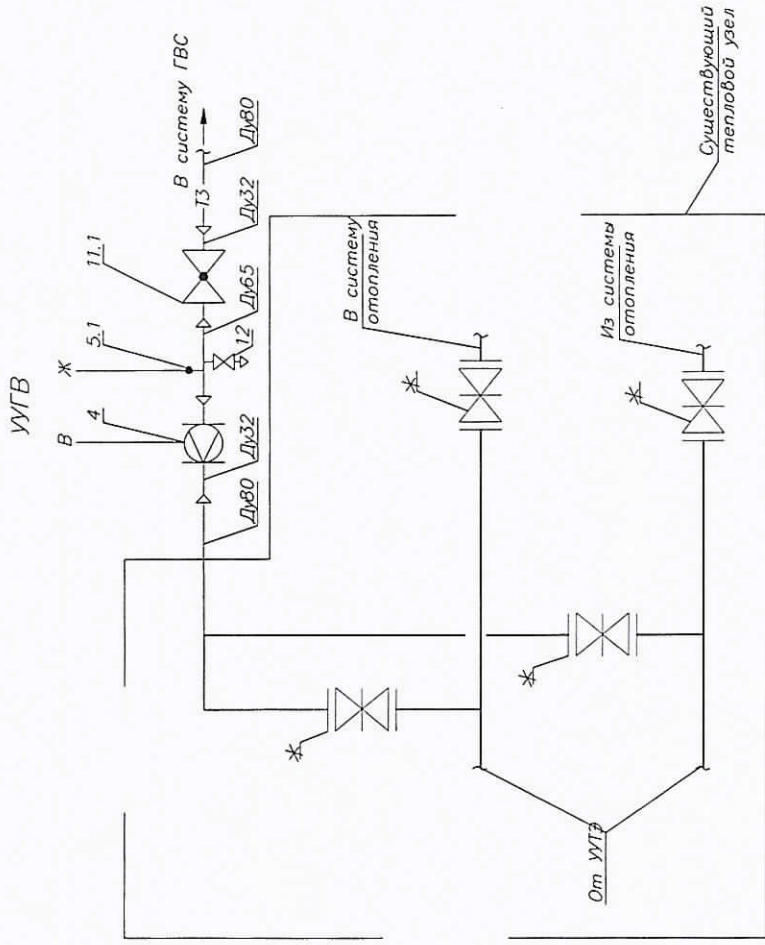 УУГВ
В
4
Ду80
Ду32
Ж
5.1
12
Ду65
11.1
Ду32
Т3
Ду80
В систему ГВС
*
*
От УУТЭ
*
В систему
отопления
*
Из системы
отопления
Существующий
тепловой узел